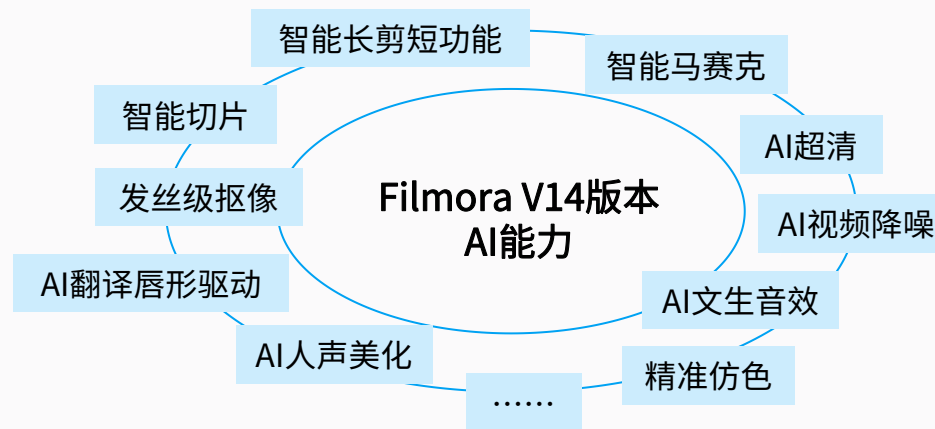 智能长剪短功能
智能马赛克
智能切片
AI超清
发丝级抠像
Filmora V14版本
AI能力
AI视频降噪
AI翻译唇形驱动
AI文生音效
AI人声美化
精准仿色
……